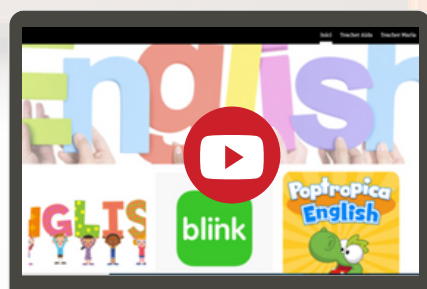 Inici Teacher Aida Teacher Maria
English
NGLIS
blink
Poptropica
English